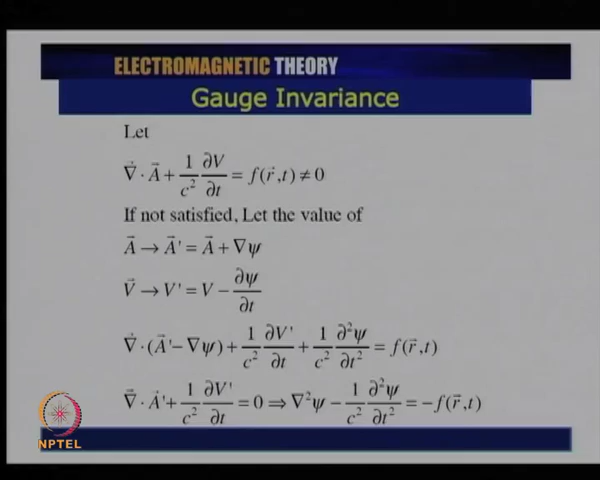 ELECTROMAGNETIC THEORY
Gauge Invariance
Let
∇⃗ · A⃗ + 1/c² ∂V/∂t = f(r⃗,t) ≠ 0
If not satisfied, Let the value of
A⃗ → A⃗' = A⃗ + ∇ψ
V⃗ → V' = V − ∂ψ/∂t
∇⃗ · (A⃗' − ∇ψ) + 1/c² ∂V'/∂t + 1/c² ∂²ψ/∂t² = f(r⃗,t)
∇⃗ · A⃗' + 1/c² ∂V'/∂t = 0 ⇒ ∇²ψ − 1/c² ∂²ψ/∂t² = −f(r⃗,t)
NPTEL